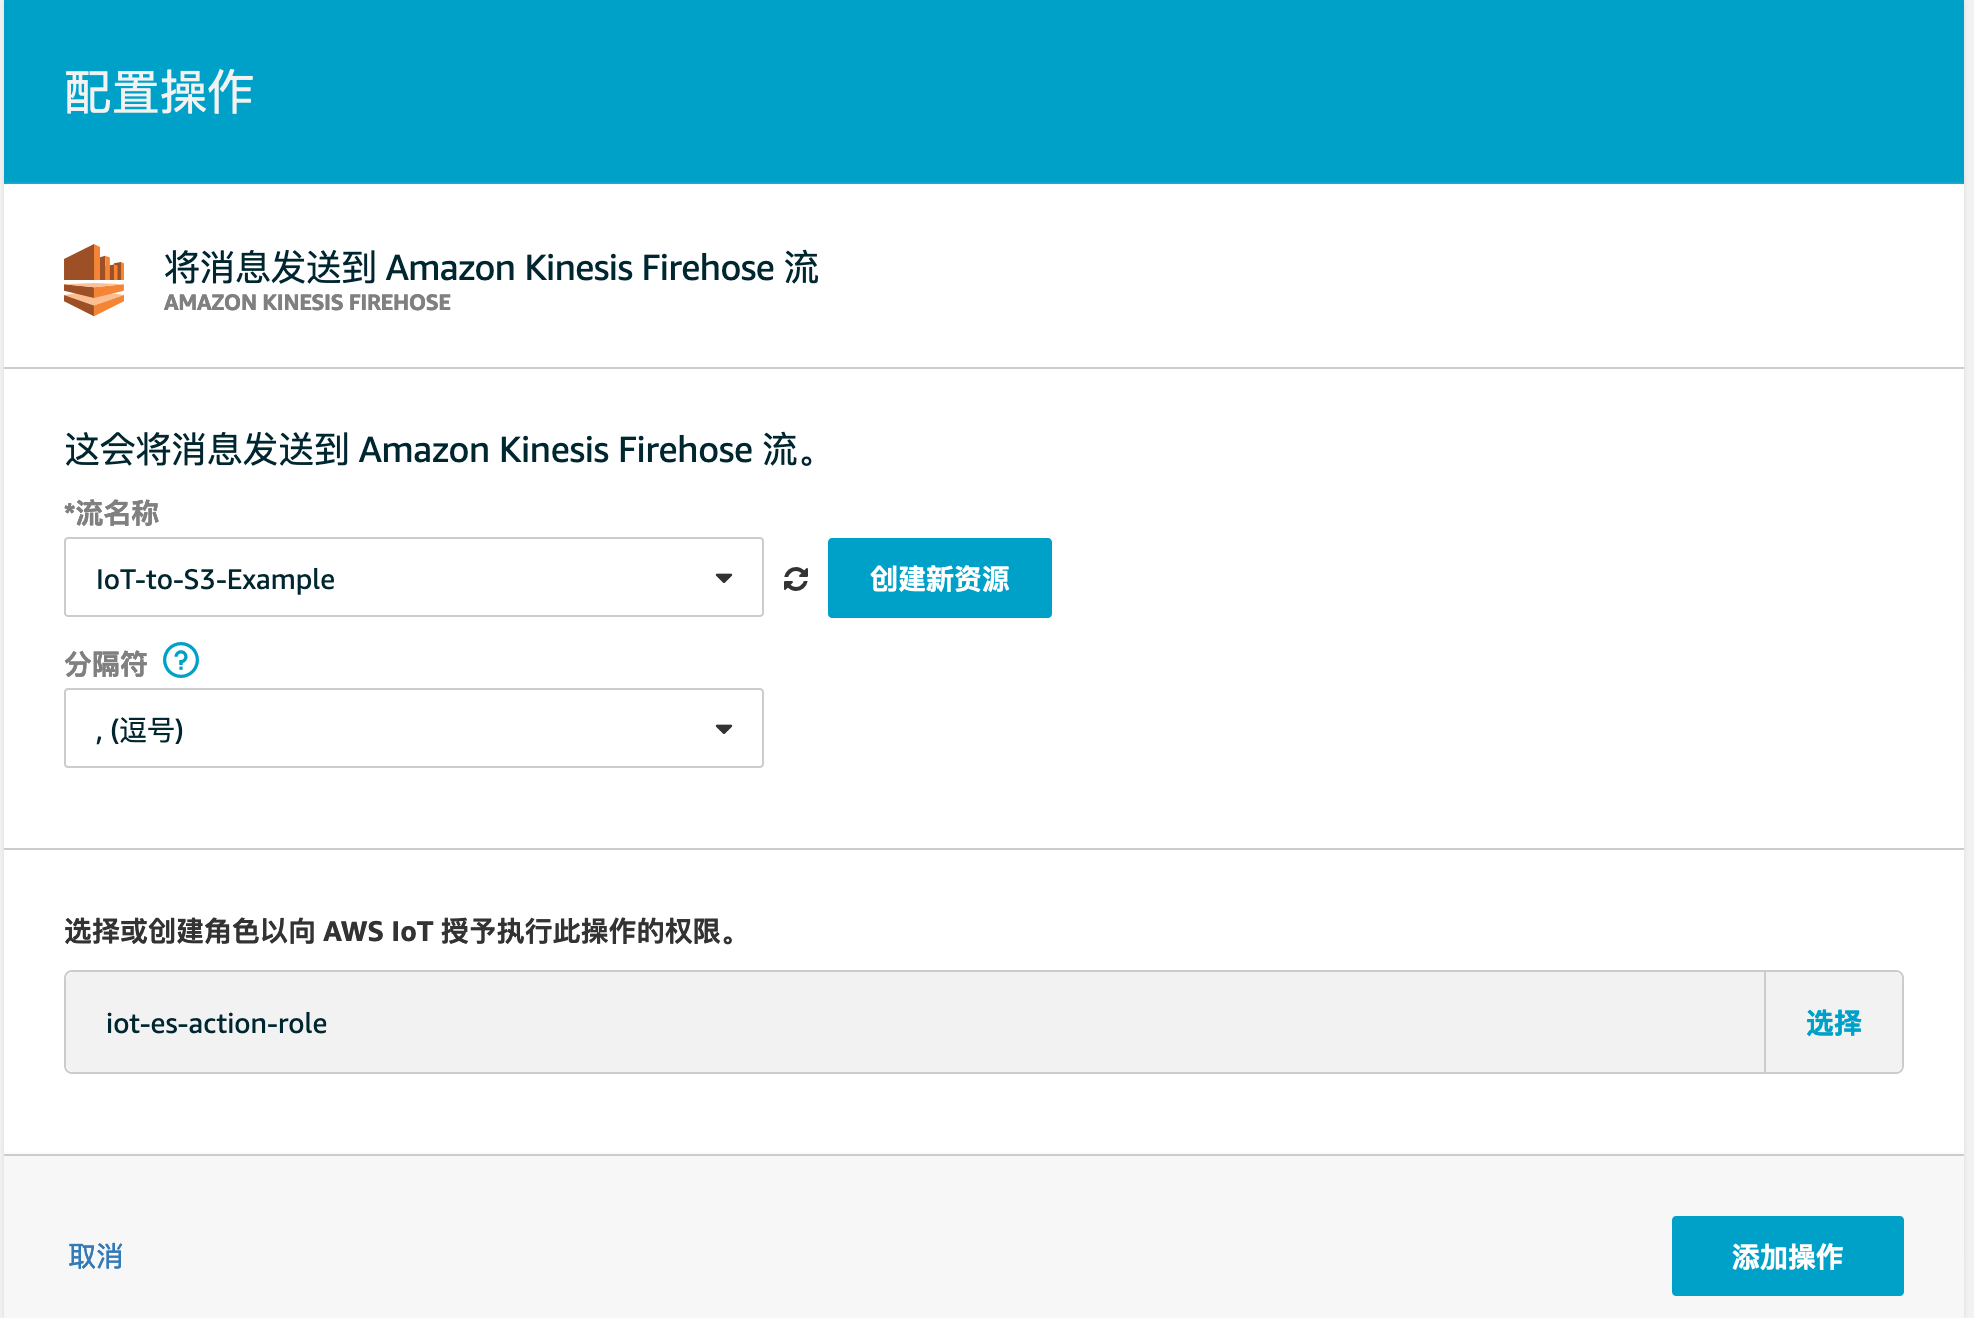 配置操作
将消息发送到 Amazon Kinesis Firehose 流
AMAZON KINESIS FIREHOSE
这会将消息发送到 Amazon Kinesis Firehose 流。
*流名称
IoT-to-S3-Example
创建新资源
分隔符 ?
, (逗号)
选择或创建角色以向 AWS IoT 授予执行此操作的权限。
iot-es-action-role
选择
取消
添加操作